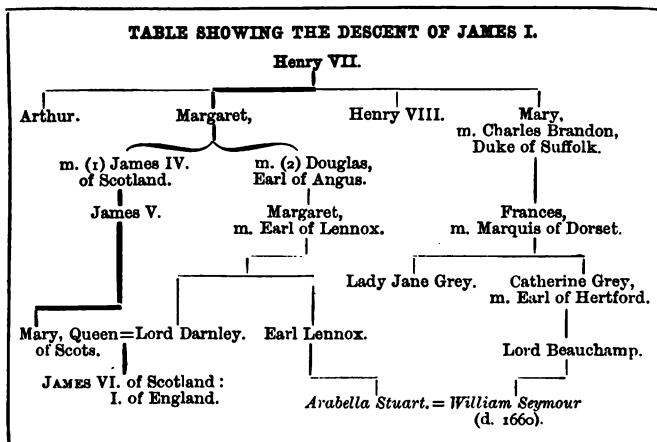 TABLE SHOWING THE DESCENT OF JAMES I.
Henry VII.
Arthur. Margaret, Henry VIII. Mary,
m. Charles Brandon,
Duke of Suffolk.
m. (1) James IV. m. (2) Douglas,
of Scotland. Earl of Angus.
James V. Margaret, Frances,
m. Earl of Lennox. m. Marquis of Dorset.
Lady Jane Grey. Catherine Grey,
m. Earl of Hertford.
Mary, Queen=Lord Darnley. Earl Lennox.
of Scots.
Lord Beauchamp.
JAMES VI. of Scotland:
I. of England.
Arabella Stuart. = William Seymour
(d. 1660).